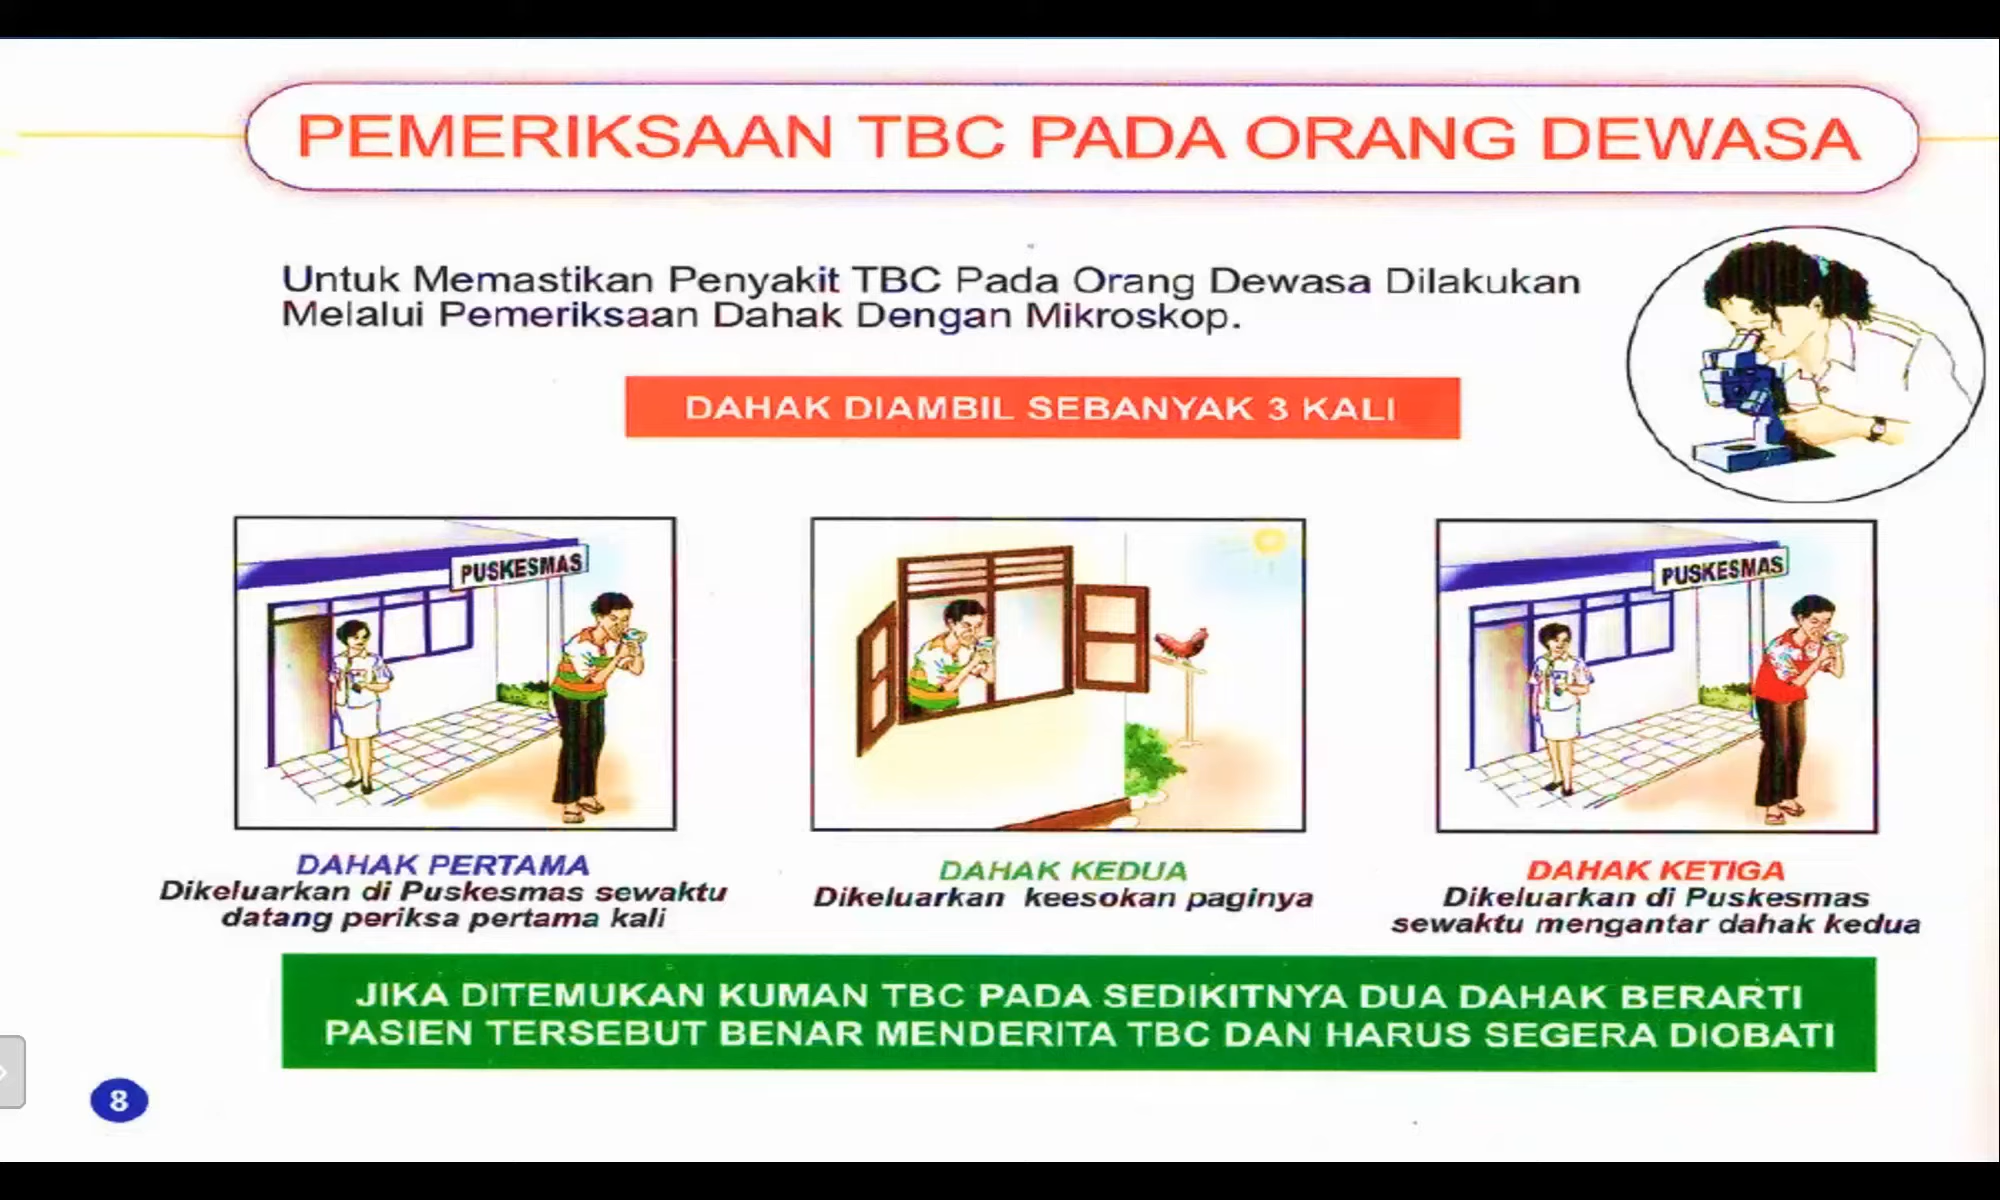 PEMERIKSAAN TBC PADA ORANG DEWASA
Untuk Memastikan Penyakit TBC Pada Orang Dewasa Dilakukan
Melalui Pemeriksaan Dahak Dengan Mikroskop.
DAHAK DIAMBIL SEBANYAK 3 KALI
PUSKESMAS
PUSKESMAS
DAHAK PERTAMA
Dikeluarkan di Puskesmas sewaktu
datang periksa pertama kali
DAHAK KEDUA
Dikeluarkan keesokan paginya
DAHAK KETIGA
Dikeluarkan di Puskesmas
sewaktu mengantar dahak kedua
JIKA DITEMUKAN KUMAN TBC PADA SEDIKITNYA DUA DAHAK BERARTI
PASIEN TERSEBUT BENAR MENDERITA TBC DAN HARUS SEGERA DIOBATI
8